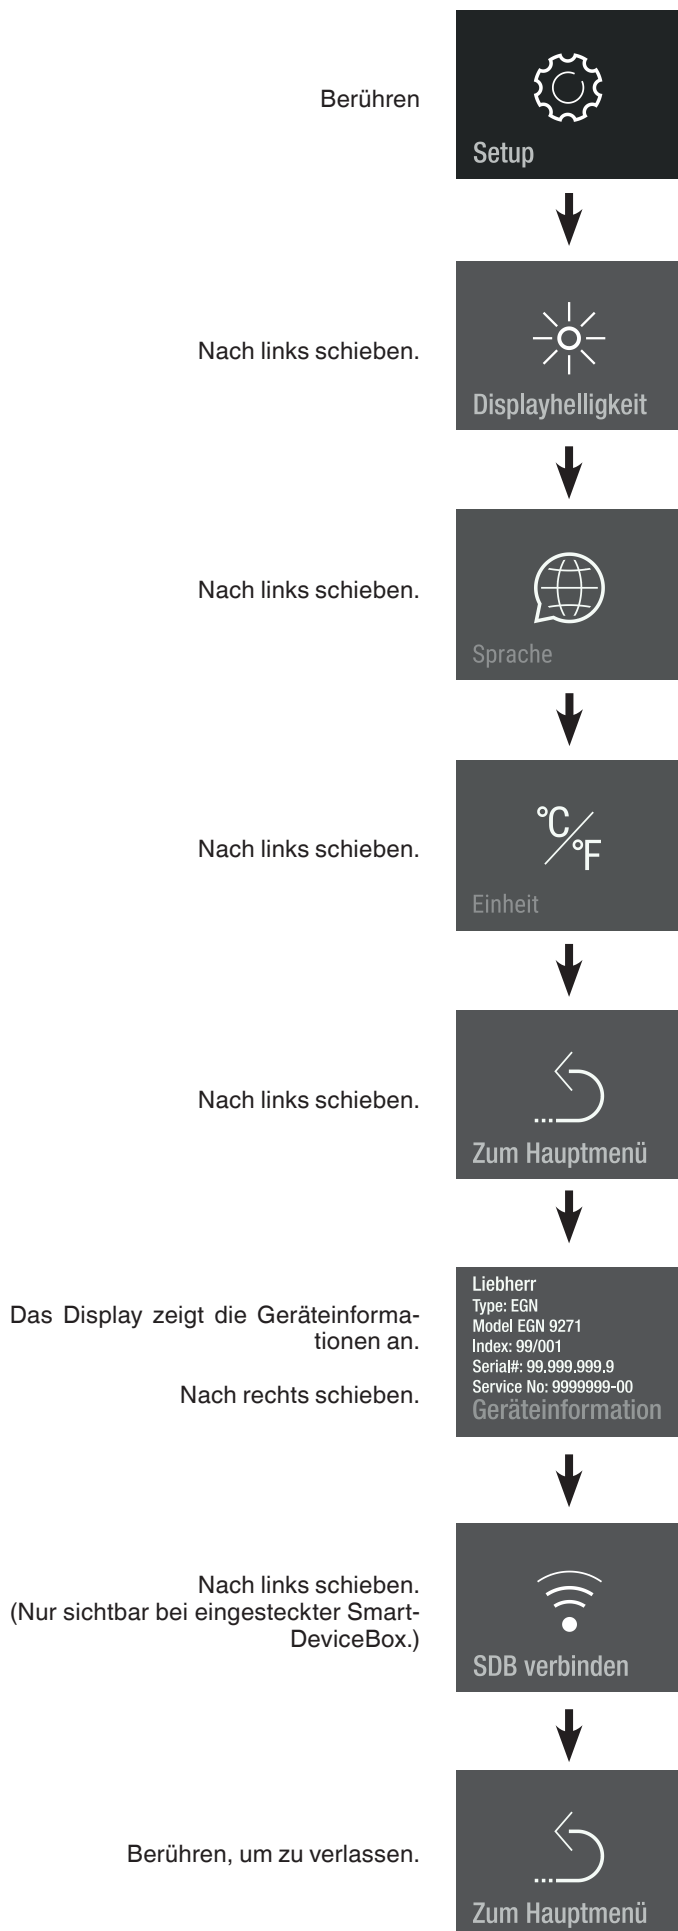 Berühren
Setup
Nach links schieben.
Displayhelligkeit
Nach links schieben.
Sprache
Nach links schieben.
°C/°F
Einheit
Nach links schieben.
Zum Hauptmenü
Das Display zeigt die Geräteinforma-
tionen an.
Nach rechts schieben.
Liebherr
Type: EGN
Model EGN 9271
Index: 99/001
Serial#: 99.999.999.9
Service No: 9999999-00
Geräteinformation
Nach links schieben.
(Nur sichtbar bei eingesteckter Smart-
DeviceBox.)
SDB verbinden
Berühren, um zu verlassen.
Zum Hauptmenü